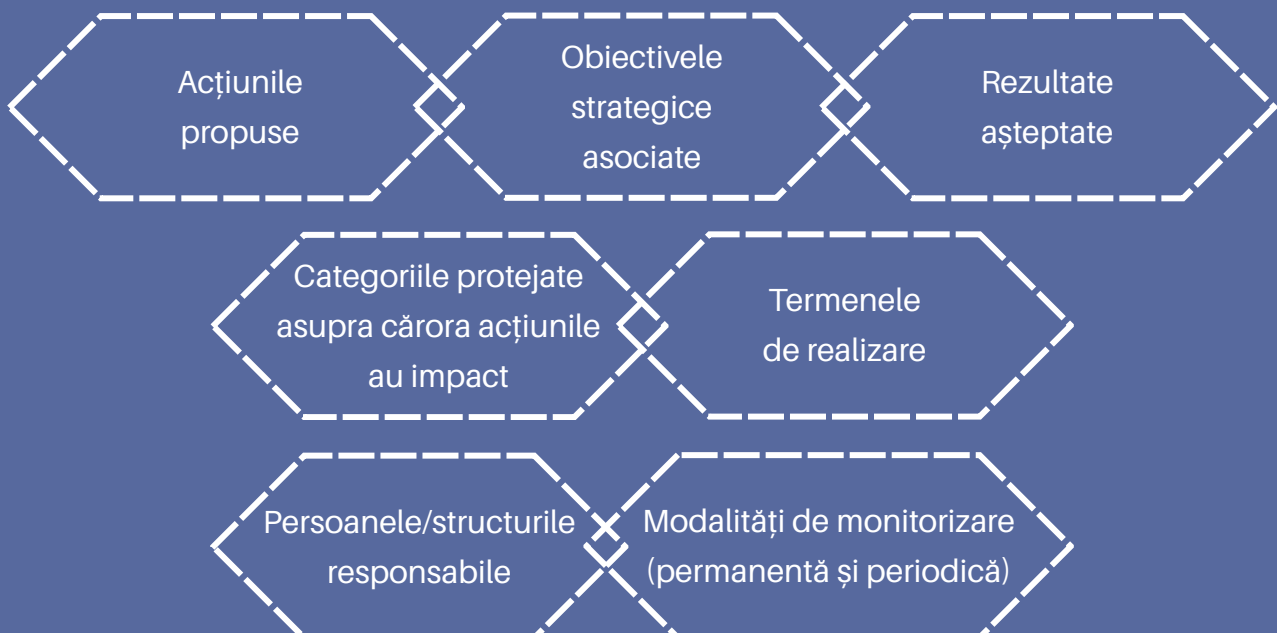 Acțiunile
propuse
Obiectivele
strategice
asociate
Rezultate
așteptate
Categoriile protejate
asupra cărora acțiunile
au impact
Termenele
de realizare
Persoanele/structurile
responsabile
Modalități de monitorizare
(permanentă și periodică)